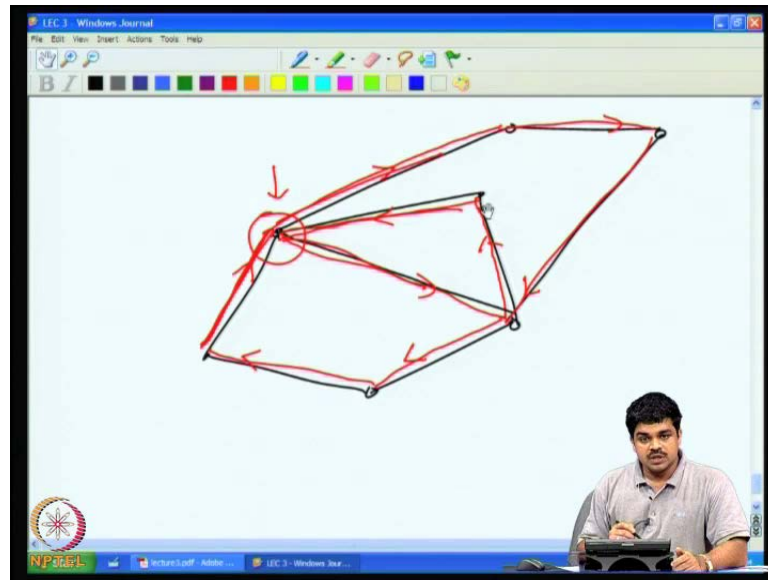 LEC 3 - Windows Journal
File Edit View Insert Actions Tools Help
B I
NPTEL
lecture3.pdf - Adobe ...
LEC 3 - Windows Jour...